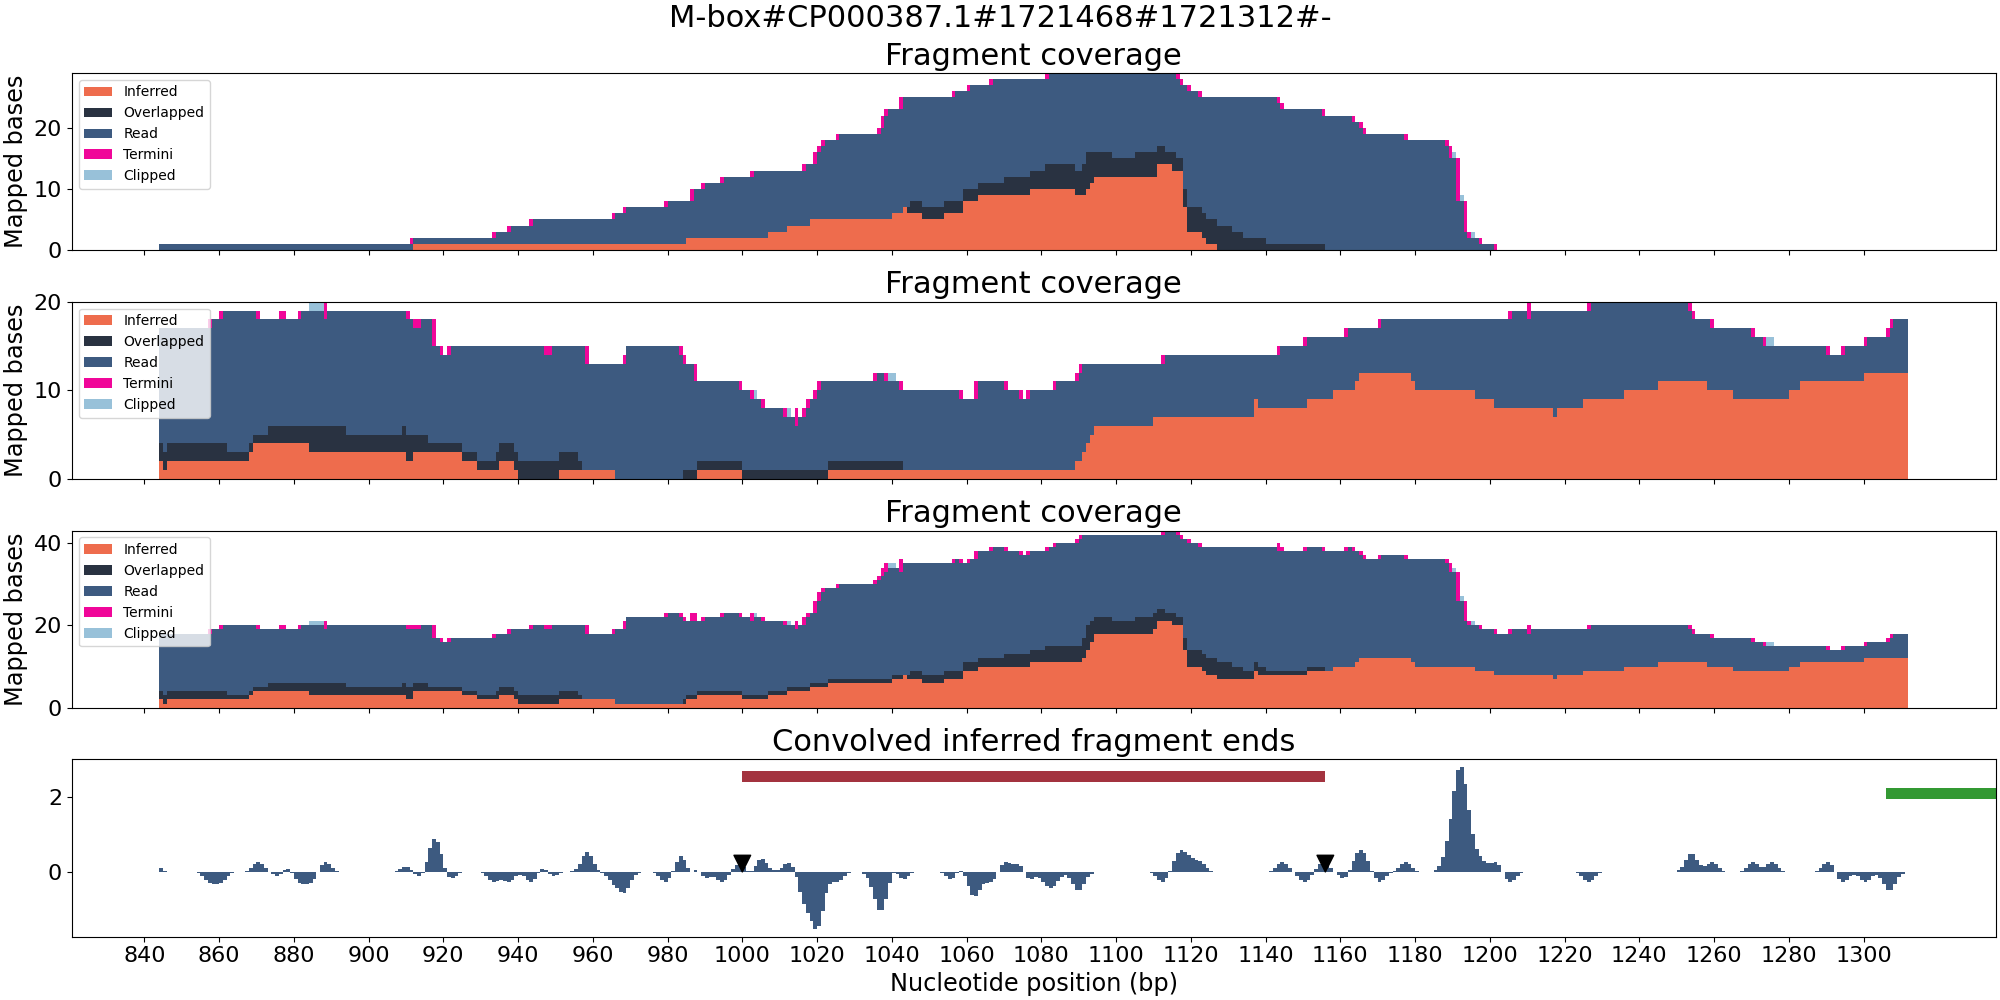 M-box#CP000387.1#1721468#1721312#-
Fragment coverage
Mapped bases
20
10
0
Inferred
Overlapped
Read
Termini
Clipped
Fragment coverage
Mapped bases
20
10
0
Inferred
Overlapped
Read
Termini
Clipped
Fragment coverage
Mapped bases
40
20
0
Inferred
Overlapped
Read
Termini
Clipped
Convolved inferred fragment ends
2
0
840 860 880 900 920 940 960 980 1000 1020 1040 1060 1080 1100 1120 1140 1160 1180 1200 1220 1240 1260 1280 1300
Nucleotide position (bp)